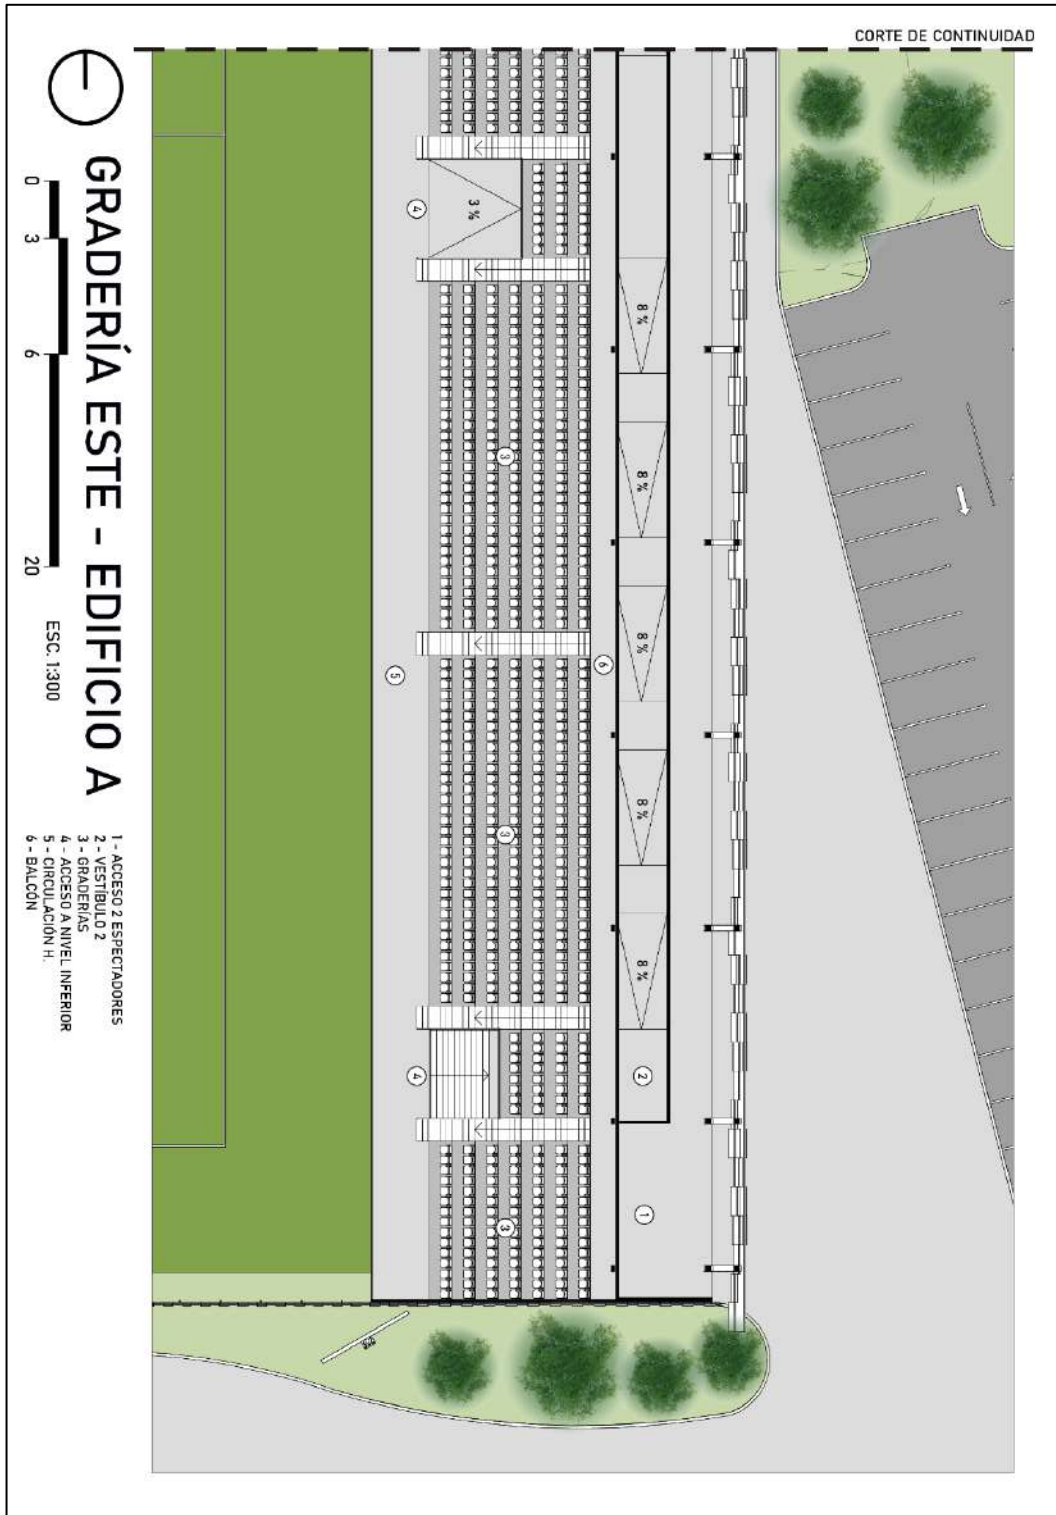 CORTE DE CONTINUIDAD
GRADERÍA ESTE - EDIFICIO A
0 3 6 20
ESC. 1:300
1 - ACCESO 2 ESPECTADORES
2 - VESTÍBULO 2
3 - GRADERÍAS
4 - ACCESO A NIVEL INFERIOR
5 - CIRCULACIÓN H.
6 - BALCÓN
4
3 %
8 %
3
8 %
8 %
6
5
8 %
3
8 %
4
2
1
3